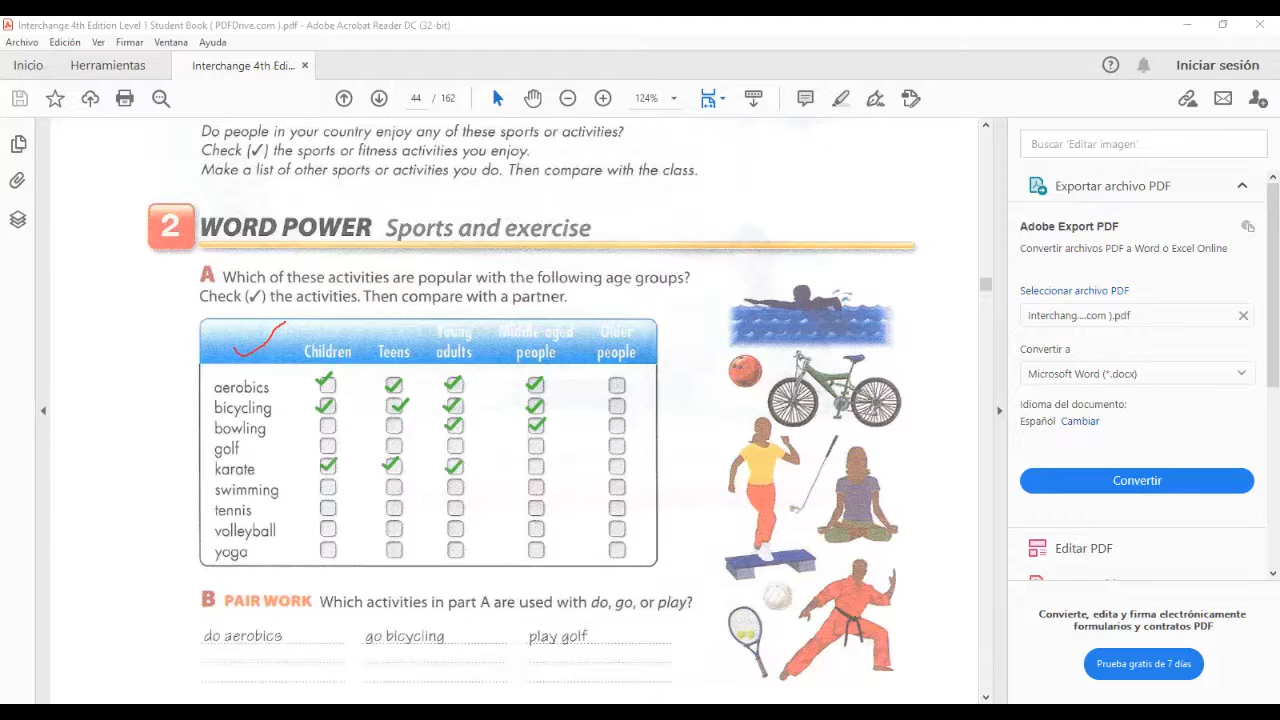 Interchange 4th Edition Level 1 Student Book ( PDFDrive.com ).pdf - Adobe Acrobat Reader DC (32-bit)
Archivo Edición Ver Firmar Ventana Ayuda
Inicio Herramientas Interchange 4th Edi... × Iniciar sesión
44 / 162 124%
Do people in your country enjoy any of these sports or activities?
Check (✓) the sports or fitness activities you enjoy.
Make a list of other sports or activities you do. Then compare with the class.
2 WORD POWER Sports and exercise
A Which of these activities are popular with the following age groups?
Check (✓) the activities. Then compare with a partner.
Young Middle-aged Older
Children Teens adults people people
aerobics
bicycling
bowling
golf
karate
swimming
tennis
volleyball
yoga
B PAIR WORK Which activities in part A are used with do, go, or play?
do aerobics go bicycling play golf
Buscar 'Editar imagen'
Exportar archivo PDF
Adobe Export PDF
Convertir archivos PDF a Word o Excel Online
Seleccionar archivo PDF
Interchang....com ).pdf
Convertir a
Microsoft Word (*.docx)
Idioma del documento:
Español Cambiar
Convertir
Editar PDF
Convierte, edita y firma electrónicamente
formularios y contratos PDF
Prueba gratis de 7 días